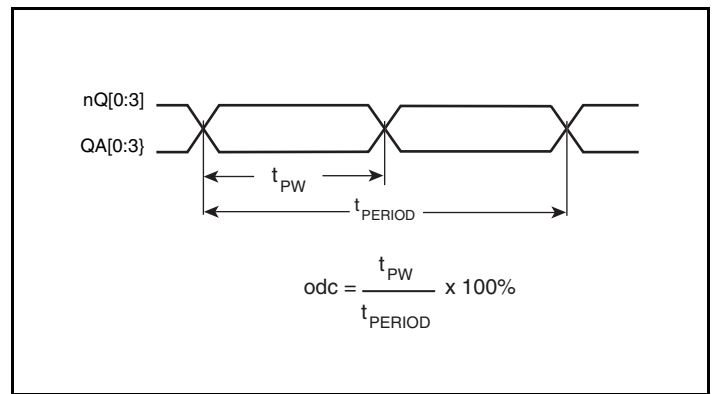 nQ[0:3]
QA[0:3}
tPW
tPERIOD
odc = tPW / tPERIOD x 100%